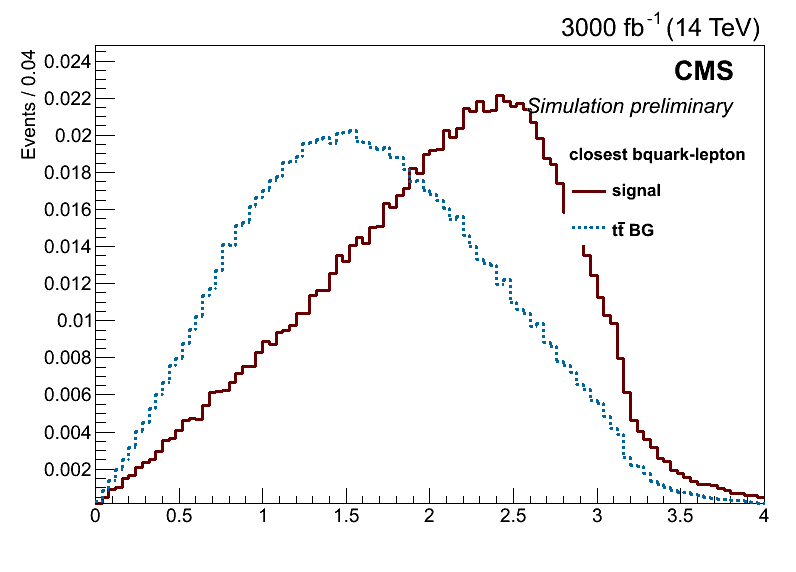 3000 fb⁻¹ (14 TeV)
Events / 0.04
CMS
Simulation preliminary
closest bquark-lepton
signal
tt̄ BG
0.024
0.022
0.02
0.018
0.016
0.014
0.012
0.01
0.008
0.006
0.004
0.002
0 0.5 1 1.5 2 2.5 3 3.5 4